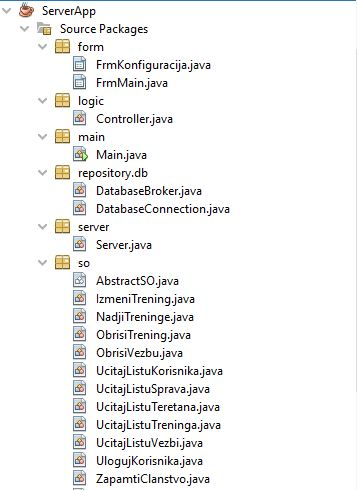 ServerApp
Source Packages
form
FrmKonfiguracija.java
FrmMain.java
logic
Controller.java
main
Main.java
repository.db
DatabaseBroker.java
DatabaseConnection.java
server
Server.java
so
AbstractSO.java
IzmeniTrening.java
NadjiTreninge.java
ObrisiTrening.java
ObrisiVezbu.java
UcitajListuKorisnika.java
UcitajListuSprava.java
UcitajListuTeretana.java
UcitajListuTreninga.java
UcitajListuVezbi.java
UlogujKorisnika.java
ZapamtiClanstvo.java